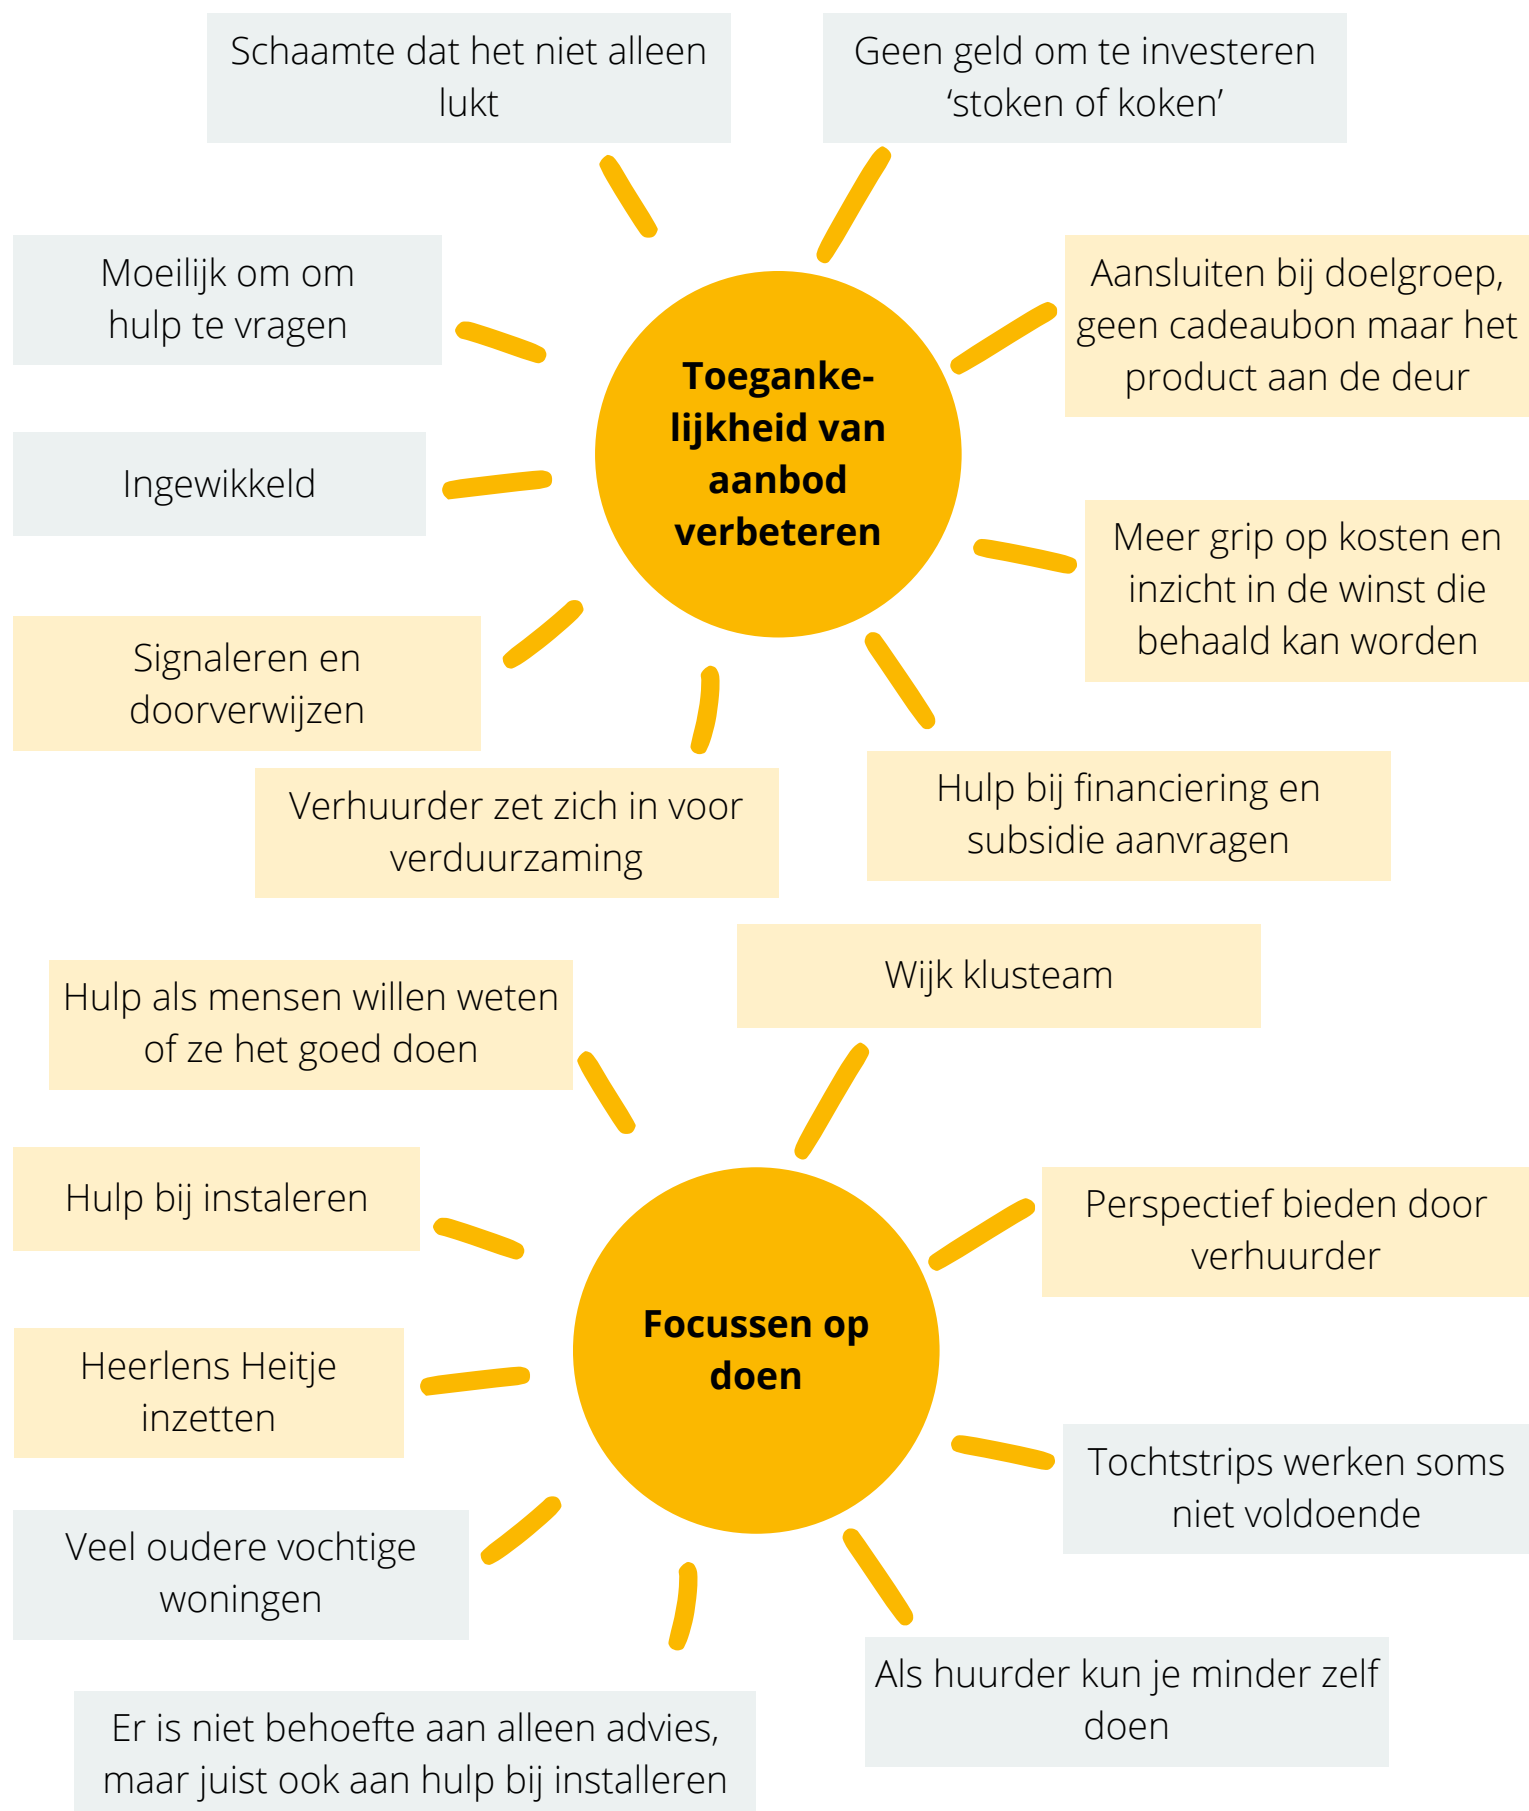 Schaamte dat het niet alleen
lukt
Geen geld om te investeren
‘stoken of koken’
Moeilijk om om
hulp te vragen
Aansluiten bij doelgroep,
geen cadeaubon maar het
product aan de deur
Toeganke-
lijkheid van
aanbod
verbeteren
Ingewikkeld
Meer grip op kosten en
inzicht in de winst die
behaald kan worden
Signaleren en
doorverwijzen
Verhuurder zet zich in voor
verduurzaming
Hulp bij financiering en
subsidie aanvragen
Wijk klusteam
Hulp als mensen willen weten
of ze het goed doen
Hulp bij instaleren
Perspectief bieden door
verhuurder
Focussen op
doen
Heerlens Heitje
inzetten
Tochtstrips werken soms
niet voldoende
Veel oudere vochtige
woningen
Als huurder kun je minder zelf
doen
Er is niet behoefte aan alleen advies,
maar juist ook aan hulp bij installeren